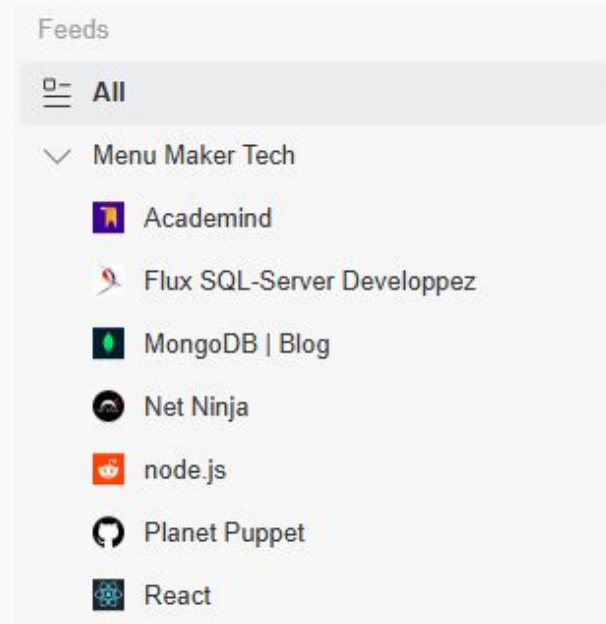 Feeds
All
Menu Maker Tech
Academind
Flux SQL-Server Developpez
MongoDB | Blog
Net Ninja
node.js
Planet Puppet
React